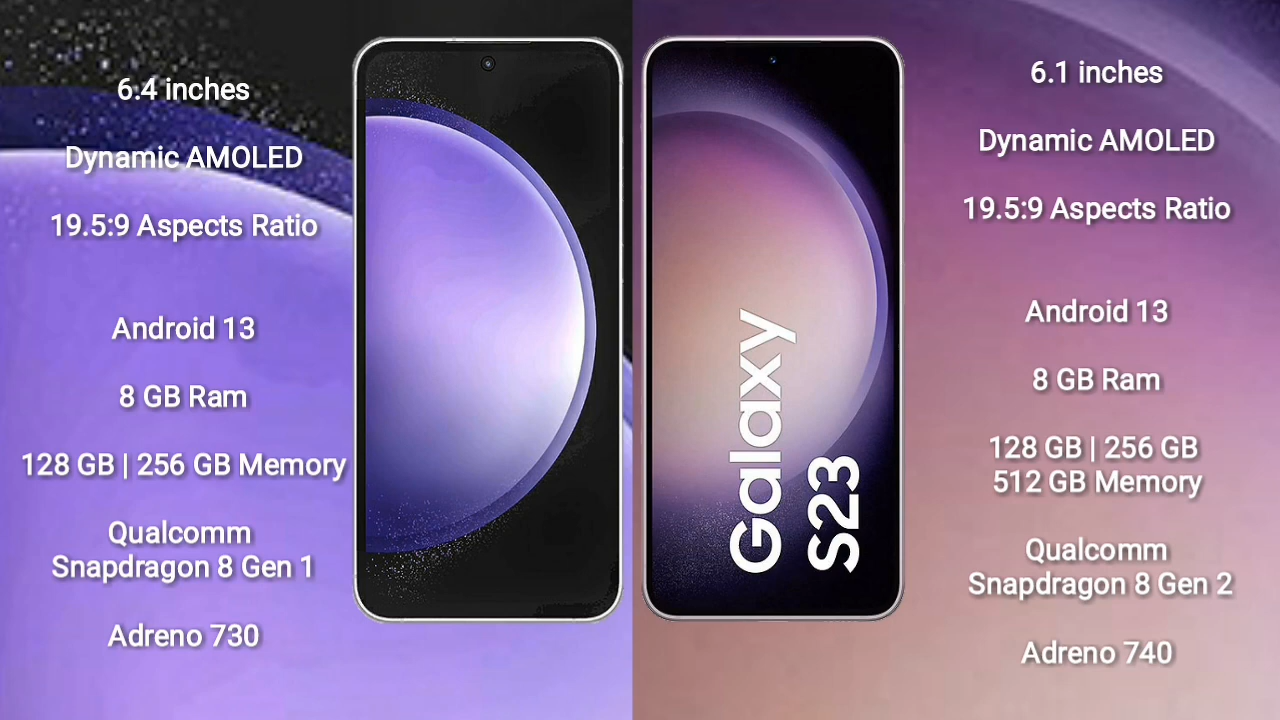 6.4 inches
Dynamic AMOLED
19.5:9 Aspects Ratio
Android 13
8 GB Ram
128 GB | 256 GB Memory
Qualcomm
Snapdragon 8 Gen 1
Adreno 730
Galaxy
S23
6.1 inches
Dynamic AMOLED
19.5:9 Aspects Ratio
Android 13
8 GB Ram
128 GB | 256 GB
512 GB Memory
Qualcomm
Snapdragon 8 Gen 2
Adreno 740